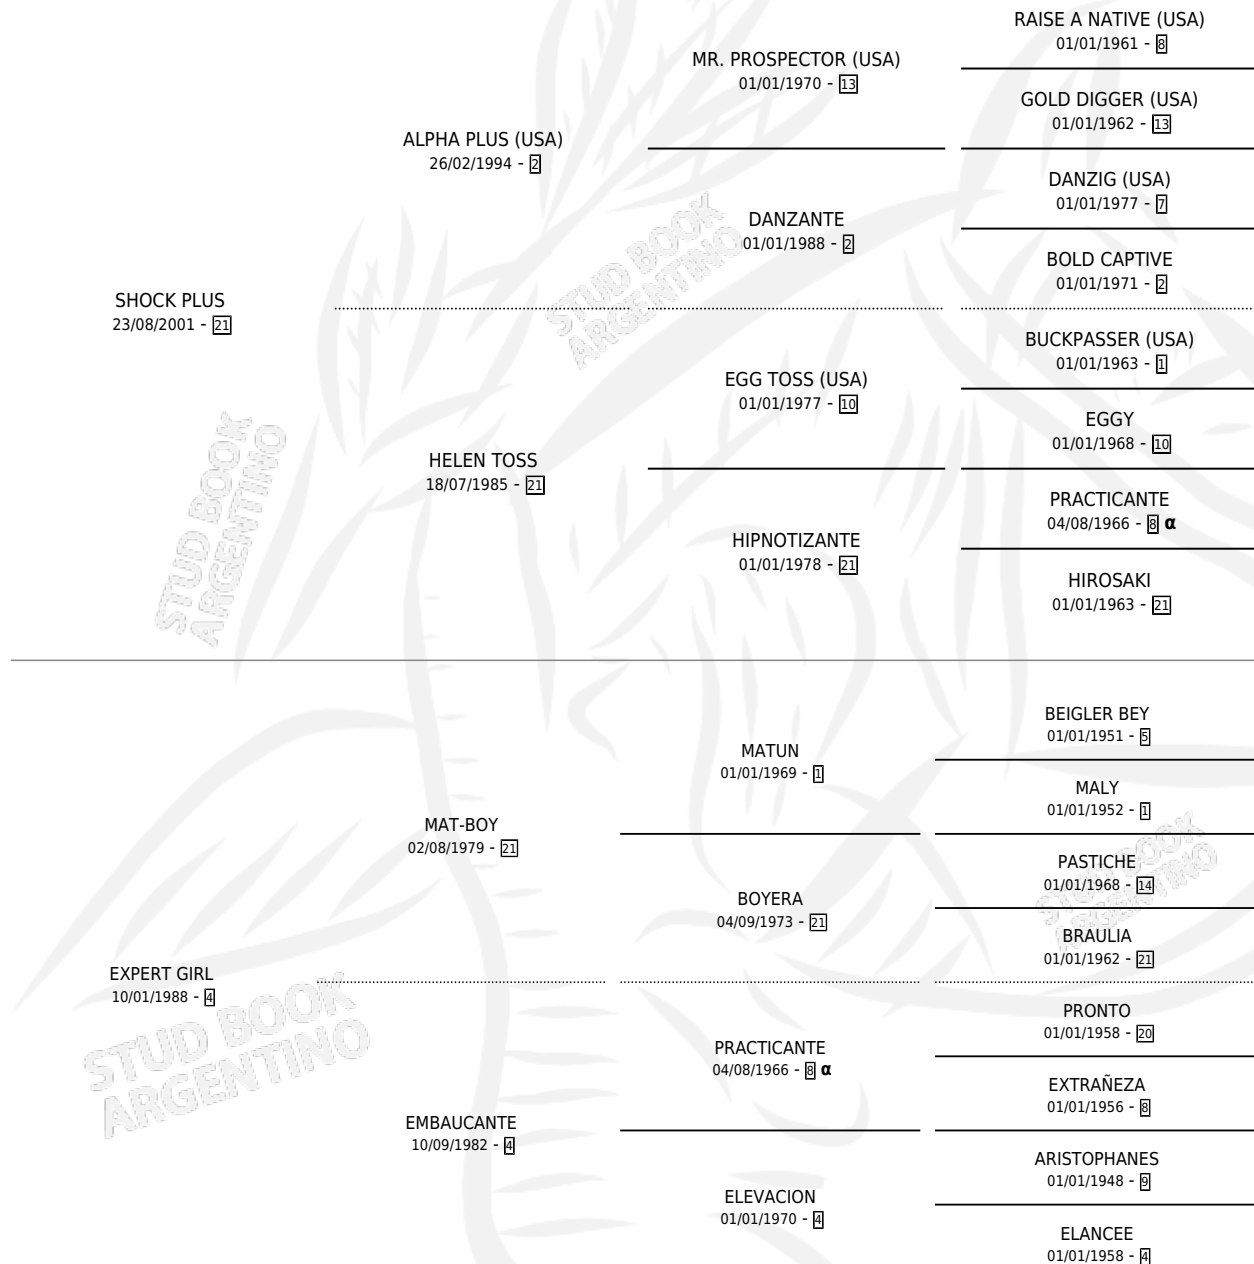 RAISE A NATIVE (USA)
01/01/1961 - 8
MR. PROSPECTOR (USA)
01/01/1970 - 13
GOLD DIGGER (USA)
01/01/1962 - 13
ALPHA PLUS (USA)
26/02/1994 - 2
DANZIG (USA)
01/01/1977 - 7
DANZANTE
01/01/1988 - 2
BOLD CAPTIVE
01/01/1971 - 2
SHOCK PLUS
23/08/2001 - 21
BUCKPASSER (USA)
01/01/1963 - 1
EGG TOSS (USA)
01/01/1977 - 10
EGGY
01/01/1968 - 10
HELEN TOSS
18/07/1985 - 21
PRACTICANTE
04/08/1966 - 8 α
HIPNOTIZANTE
01/01/1978 - 21
HIROSAKI
01/01/1963 - 21
BEIGLER BEY
01/01/1951 - 5
MATUN
01/01/1969 - 1
MALY
01/01/1952 - 1
MAT-BOY
02/08/1979 - 21
PASTICHE
01/01/1968 - 14
BOYERA
04/09/1973 - 21
BRAULIA
01/01/1962 - 21
EXPERT GIRL
10/01/1988 - 4
PRONTO
01/01/1958 - 20
PRACTICANTE
04/08/1966 - 8 α
EXTRAÑEZA
01/01/1956 - 8
EMBAUCANTE
10/09/1982 - 4
ARISTOPHANES
01/01/1948 - 9
ELEVACION
01/01/1970 - 4
ELANCEE
01/01/1958 - 4
STUD BOOK
ARGENTINO
STUD BOOK
ARGENTINO
STUD BOOK
ARGENTINO
STUD BOOK
ARGENTINO